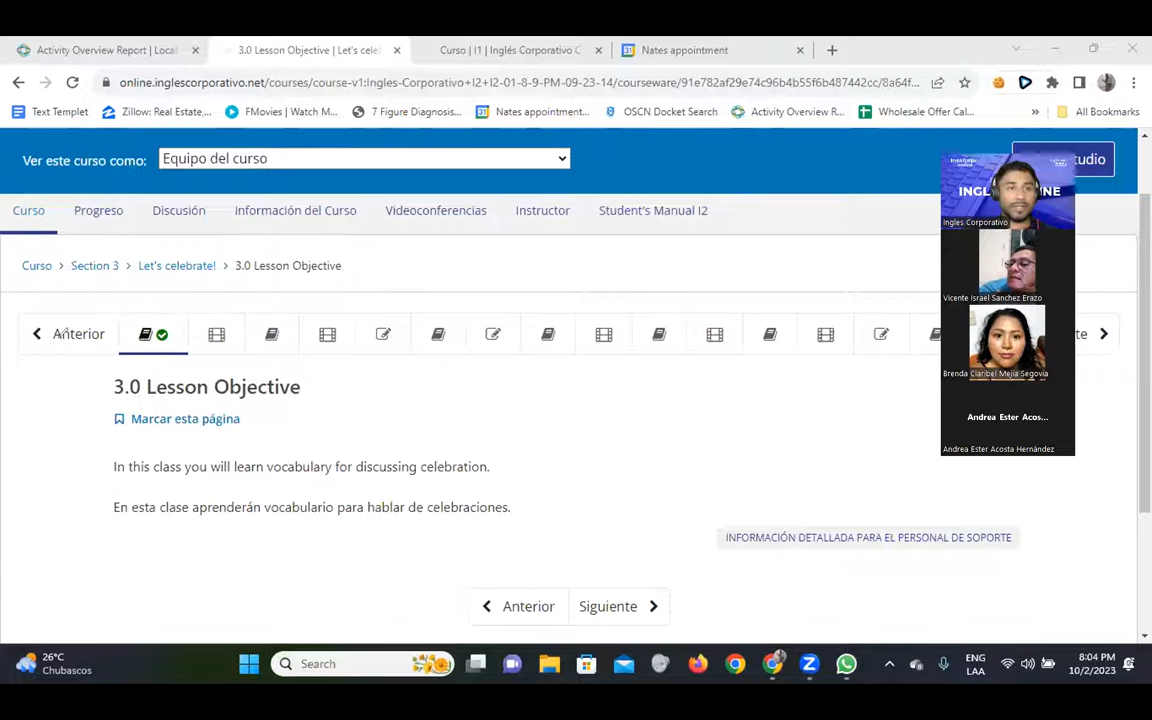 Activity Overview Report | Local
3.0 Lesson Objective | Let's cele
Curso | I1 | Inglés Corporativo C
Nates appointment
online.inglescorporativo.net/courses/course-v1:Ingles-Corporativo+I2+I2-01-8-9-PM-09-23-14/courseware/91e782af29e74c96b4b55f6b487442cc/8a64f...
Text Templet
Zillow: Real Estate,...
FMovies | Watch M...
7 Figure Diagnosis...
Nates appointment...
OSCN Docket Search
Activity Overview R...
Wholesale Offer Cal...
»
All Bookmarks
Ver este curso como:
Equipo del curso
Curso
Progreso
Discusión
Información del Curso
Videoconferencias
Instructor
Student's Manual I2
Ingles Corporativo
Vicente Israel Sanchez Erazo
Brenda Claribel Mejia Segovia
Andrea Ester Acos...
Andrea Ester Acosta Hernández
Curso > Section 3 > Let's celebrate! > 3.0 Lesson Objective
Anterior
3.0 Lesson Objective
Marcar esta página
In this class you will learn vocabulary for discussing celebration.
En esta clase aprenderán vocabulario para hablar de celebraciones.
INFORMACIÓN DETALLADA PARA EL PERSONAL DE SOPORTE
Anterior
Siguiente
26°C
Chubascos
Search
ENG
LAA
8:04 PM
10/2/2023